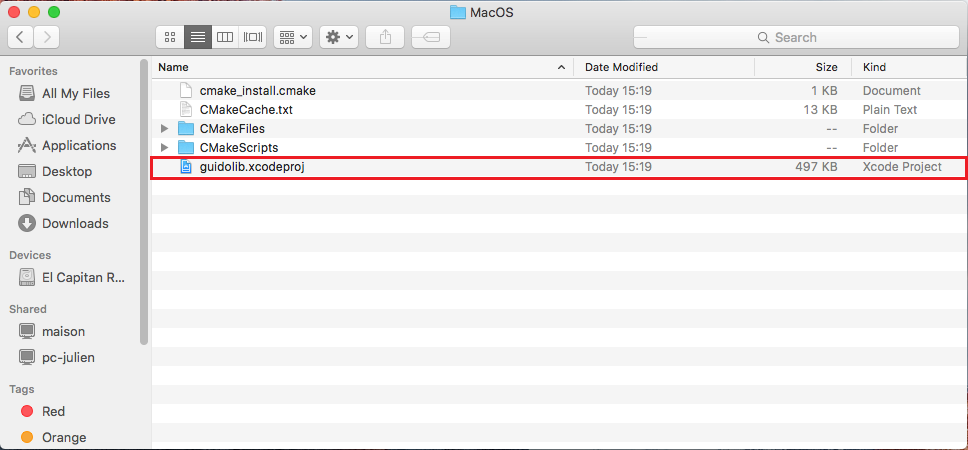 MacOS
Search
Favorites
All My Files
iCloud Drive
Applications
Desktop
Documents
Downloads
Devices
El Capitan R...
Shared
maison
pc-julien
Tags
Red
Orange
Name Date Modified Size Kind
cmake_install.cmake Today 15:19 1 KB Document
CMakeCache.txt Today 15:19 13 KB Plain Text
CMakeFiles Today 15:19 -- Folder
CMakeScripts Today 15:19 -- Folder
guidolib.xcodeproj Today 15:19 497 KB Xcode Project